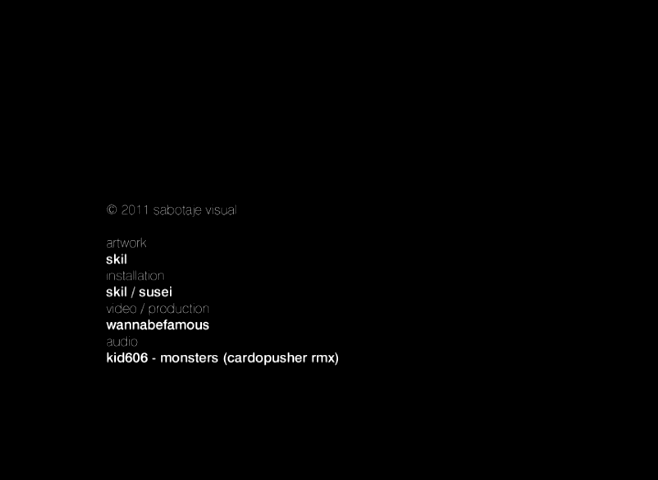 © 2011 sabotaje visual
artwork
skil
installation
skil / susei
video / production
wannabefamous
audio
kid606 - monsters (cardopusher rmx)